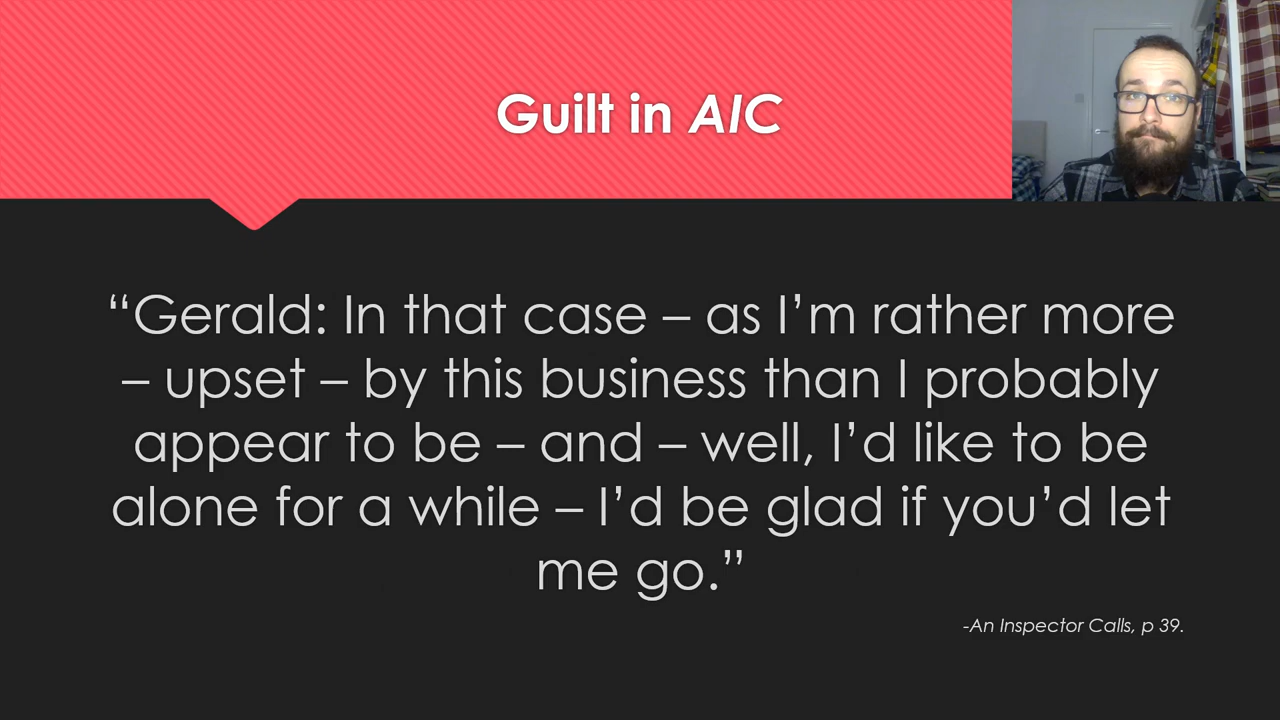 Guilt in AIC
“Gerald: In that case – as I’m rather more
– upset – by this business than I probably
appear to be – and – well, I’d like to be
alone for a while – I’d be glad if you’d let
me go.”
-An Inspector Calls, p 39.